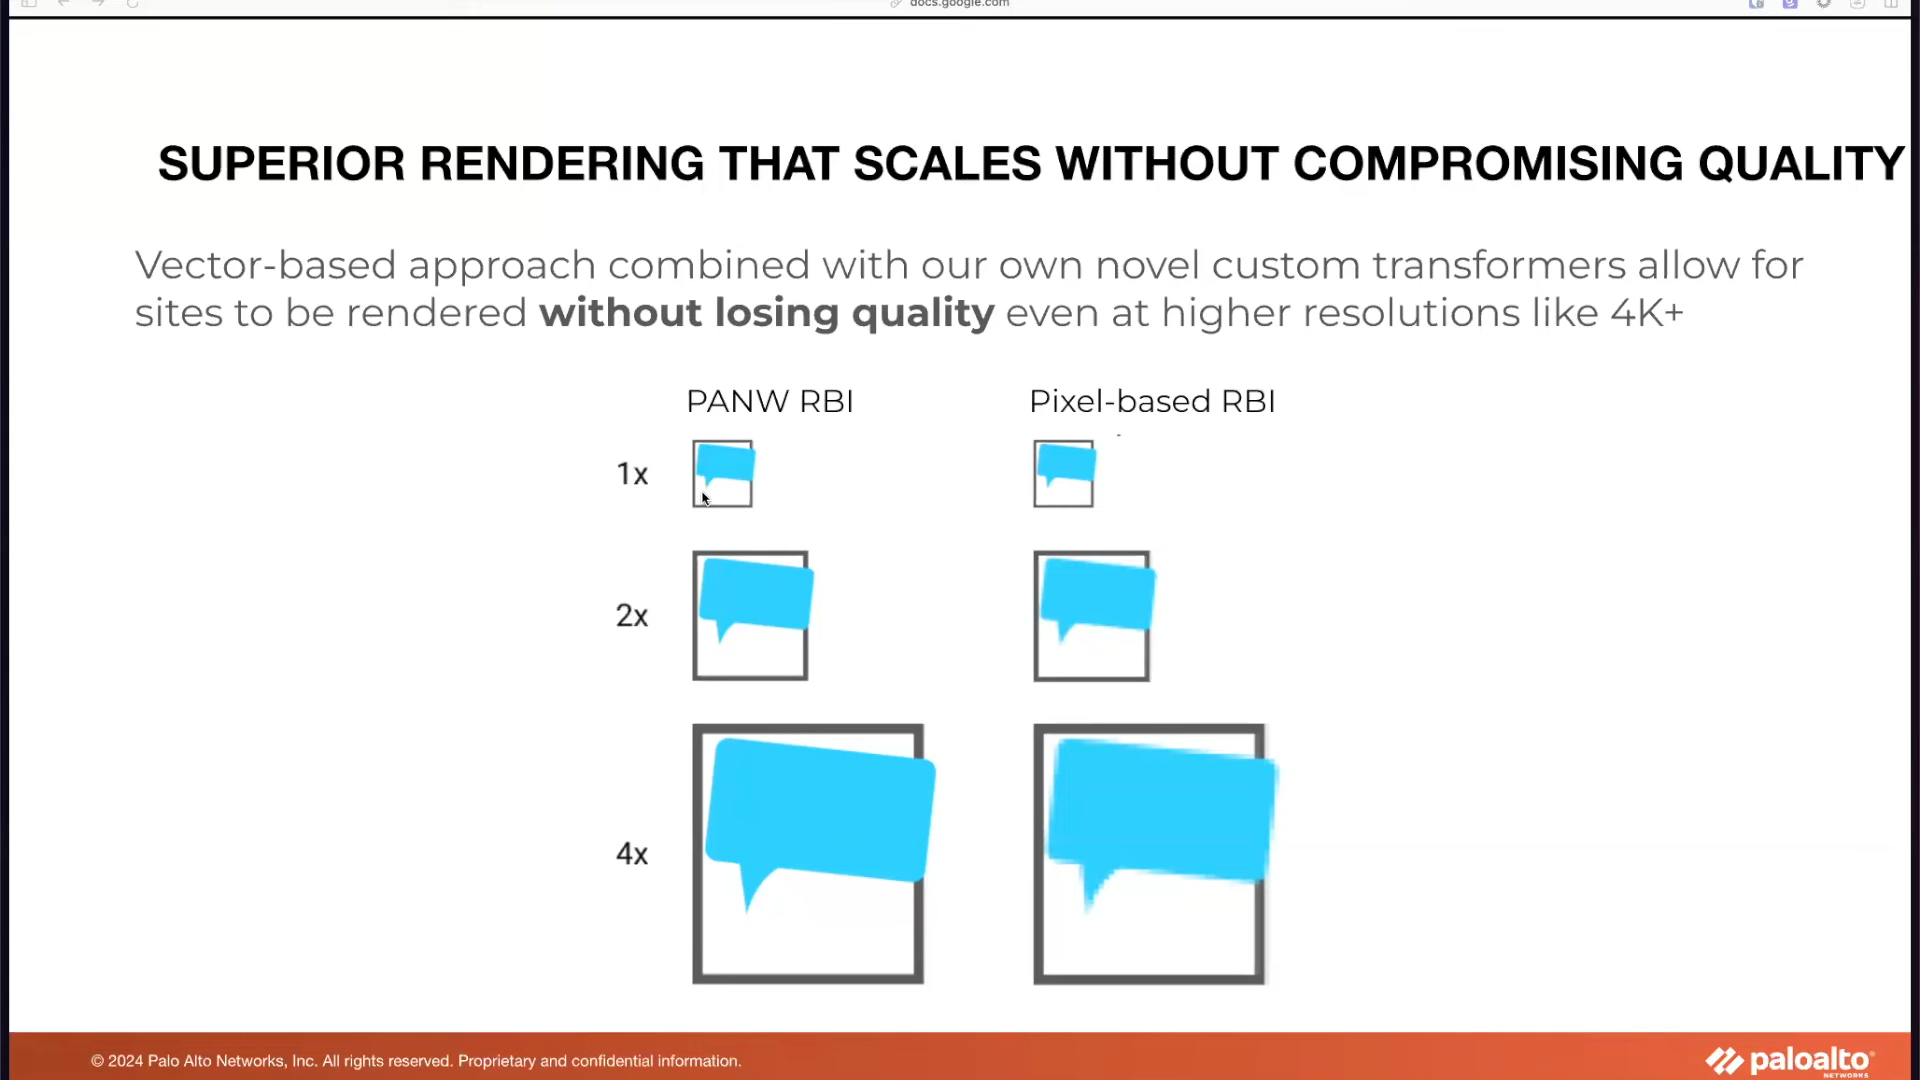 docs.google.com
SUPERIOR RENDERING THAT SCALES WITHOUT COMPROMISING QUALITY
Vector-based approach combined with our own novel custom transformers allow for
sites to be rendered without losing quality even at higher resolutions like 4K+
PANW RBI
Pixel-based RBI
1x
2x
4x
© 2024 Palo Alto Networks, Inc. All rights reserved. Proprietary and confidential information.
paloalto
NETWORKS